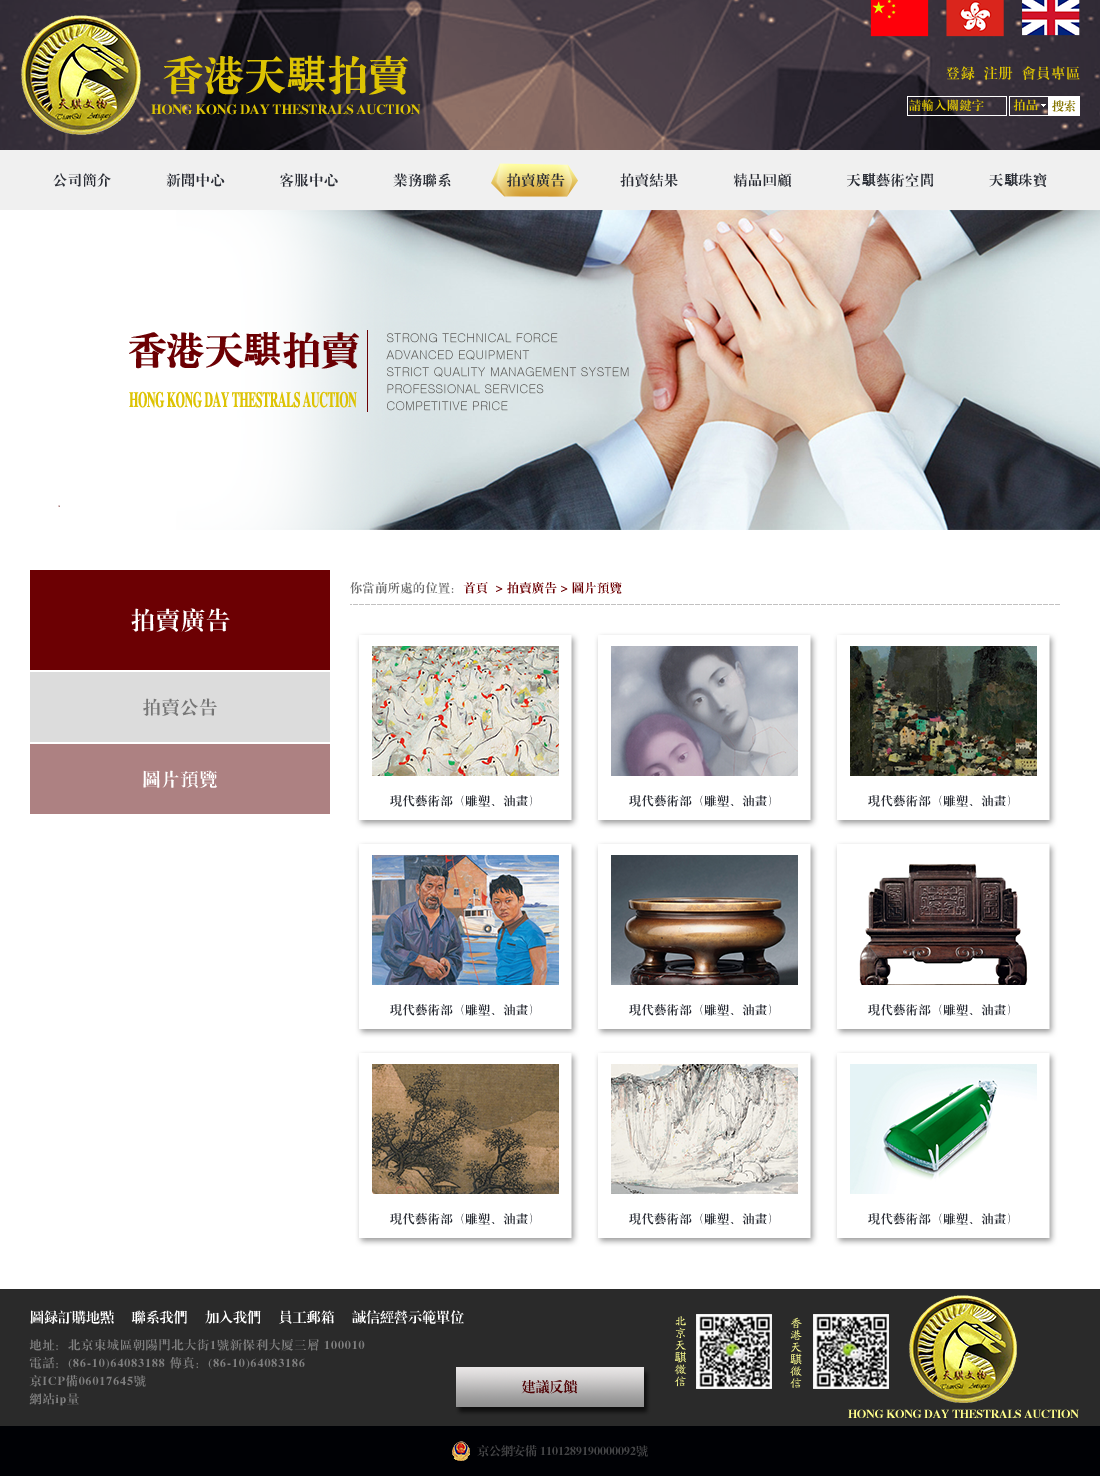 天騏文物
TianGi Antiques
香港天騏拍賣
HONG KONG DAY THESTRALS AUCTION
登録 注册 會員專區
請輸入關鍵字 拍品 搜索
公司簡介 新聞中心 客服中心 業務聯系 拍賣廣告 拍賣結果 精品回顧 天騏藝術空間 天騏珠寶
香港天騏拍賣
HONG KONG DAY THESTRALS AUCTION
STRONG TECHNICAL FORCE
ADVANCED EQUIPMENT
STRICT QUALITY MANAGEMENT SYSTEM
PROFESSIONAL SERVICES
COMPETITIVE PRICE
拍賣廣告
拍賣公告
圖片預覽
你當前所處的位置：首頁 > 拍賣廣告 > 圖片預覽
現代藝術部（雕塑、油畫）
現代藝術部（雕塑、油畫）
現代藝術部（雕塑、油畫）
現代藝術部（雕塑、油畫）
現代藝術部（雕塑、油畫）
現代藝術部（雕塑、油畫）
現代藝術部（雕塑、油畫）
現代藝術部（雕塑、油畫）
現代藝術部（雕塑、油畫）
圖録訂購地點 聯系我們 加入我們 員工郵箱 誠信經營示範單位
地址：北京東城區朝陽門北大街1號新保利大厦三層 100010
電話：(86-10)64083188 傳真：(86-10)64083186
京ICP備06017645號
網站ip量
建議反饋
北京天騏微信
香港天騏微信
天騏文物
TianGi Antiques
HONG KONG DAY THESTRALS AUCTION
京公網安備 1101289190000092號